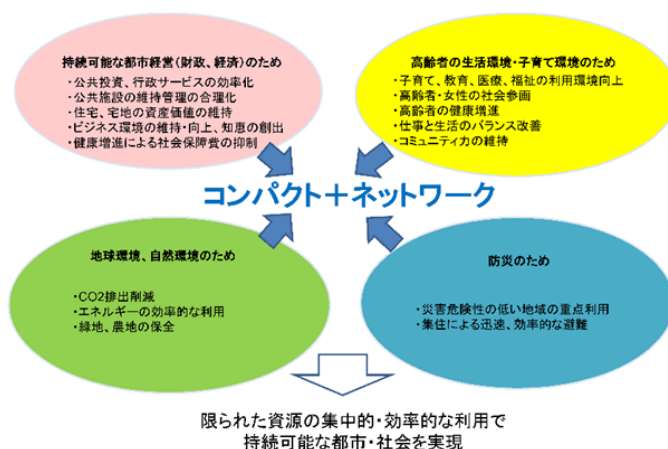 持続可能な都市経営(財政、経済)のため
・公共投資、行政サービスの効率化
・公共施設の維持管理の合理化
・住宅、宅地の資産価値の維持
・ビジネス環境の維持・向上、知恵の創出
・健康増進による社会保障費の抑制
高齢者の生活環境・子育て環境のため
・子育て、教育、医療、福祉の利用環境向上
・高齢者・女性の社会参画
・高齢者の健康増進
・仕事と生活のバランス改善
・コミュニティ力の維持
コンパクト＋ネットワーク
地球環境、自然環境のため
・CO2排出削減
・エネルギーの効率的な利用
・緑地、農地の保全
防災のため
・災害危険性の低い地域の重点利用
・集住による迅速、効率的な避難
限られた資源の集中的・効率的な利用で
持続可能な都市・社会を実現